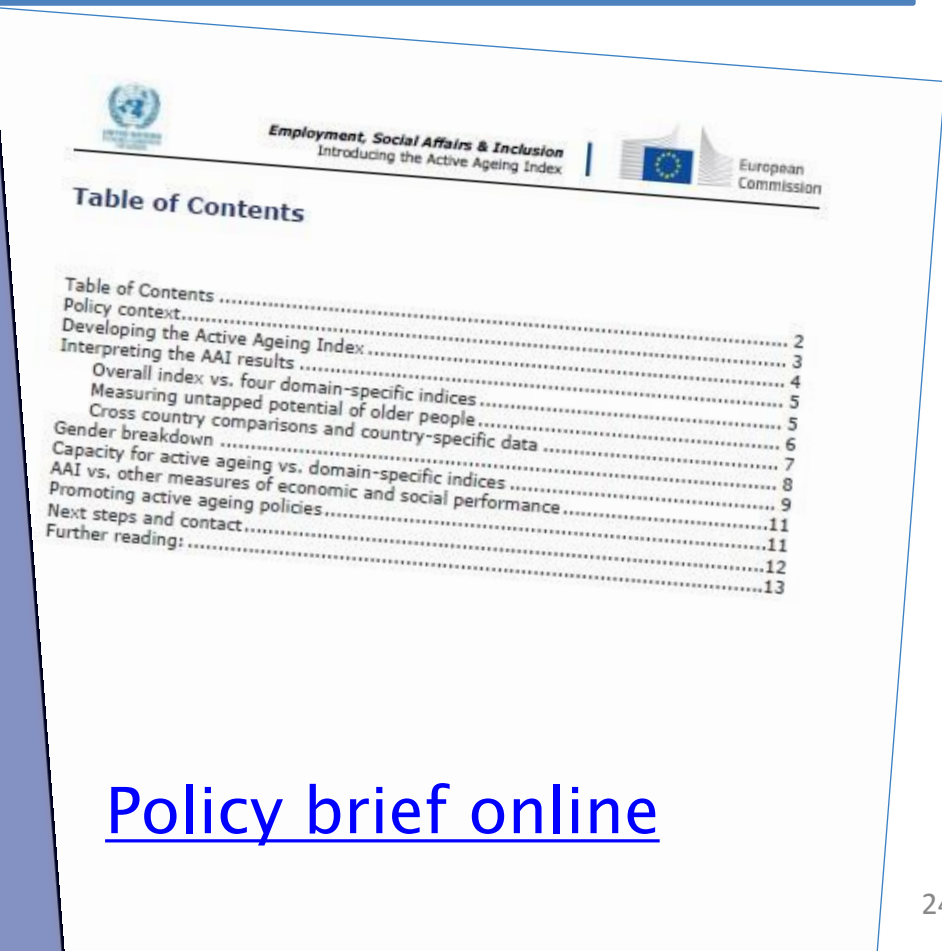 Employment, Social Affairs & Inclusion
Introducing the Active Ageing Index
European
Commission
Table of Contents
Table of Contents ........................ 2
Policy context........................ 3
Developing the Active Ageing Index........................ 4
Interpreting the AAI results ........................ 5
Overall index vs. four domain-specific indices........................ 5
Measuring untapped potential of older people........................ 6
Cross country comparisons and country-specific data ........................ 7
Gender breakdown ........................ 8
Capacity for active ageing vs. domain-specific indices ........................ 9
AAI vs. other measures of economic and social performance........................11
Promoting active ageing policies........................11
Next steps and contact........................12
Further reading: ........................13
Policy brief online
24